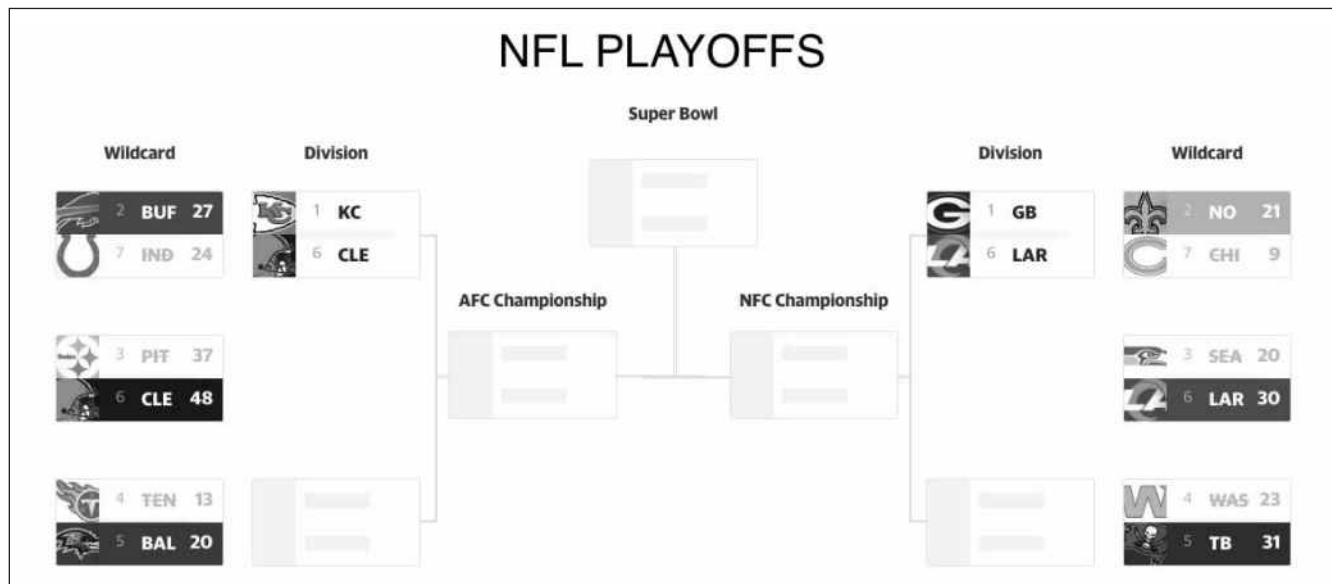 NFL PLAYOFFS
Super Bowl
Wildcard
Division
Division
Wildcard
2 BUF 27
7 IND 24
1 KC
6 CLE
1 GB
6 LAR
2 NO 21
7 CHI 9
AFC Championship
NFC Championship
3 PIT 37
6 CLE 48
3 SEA 20
6 LAR 30
4 TEN 13
5 BAL 20
4 WAS 23
5 TB 31